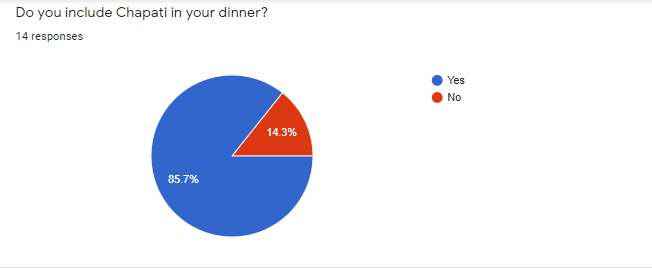 Do you include Chapati in your dinner?
14 responses
Yes
No
14.3%
85.7%